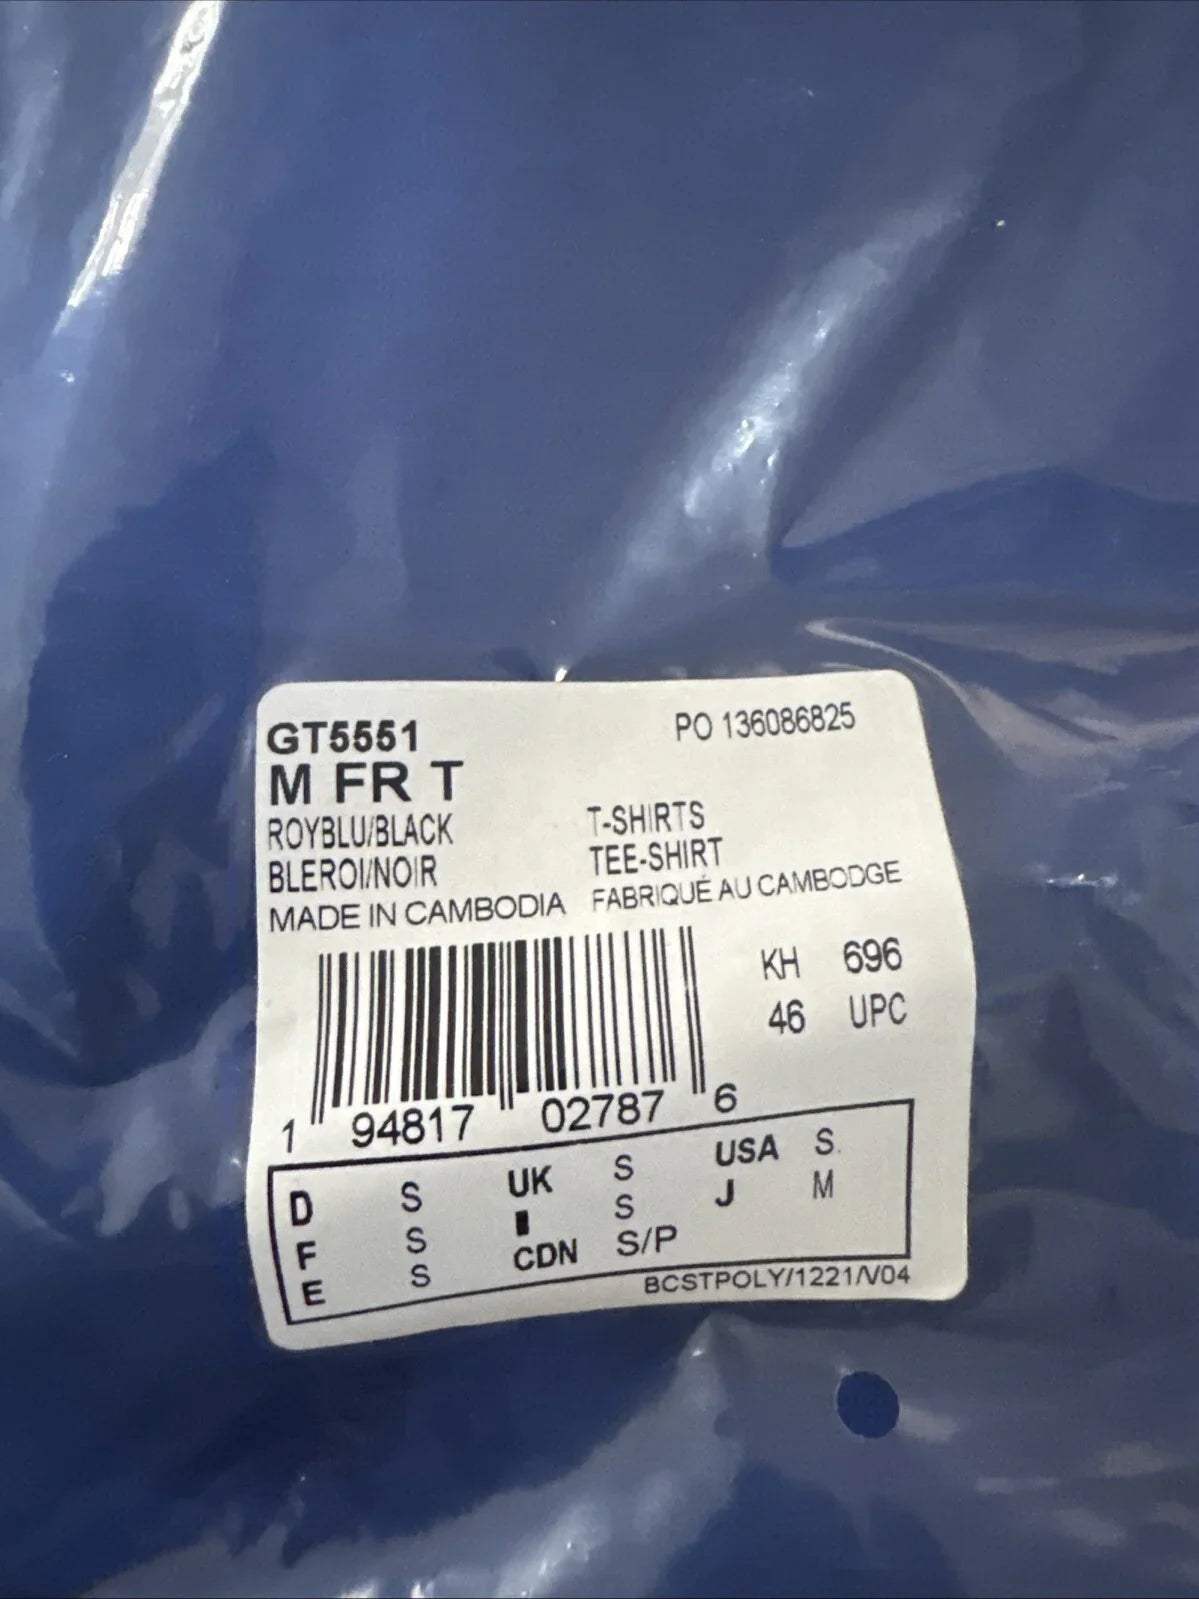 GT5551 PO 136086825
M FR T
ROYBLU/BLACK T-SHIRTS
BLEROI/NOIR TEE-SHIRT
MADE IN CAMBODIA FABRIQUÉ AU CAMBODGE
KH 696
46 UPC
1 94817 02787 6
D S UK S USA S
F S I S J M
E S CDN S/P
BCSTPOLY/1221/V04